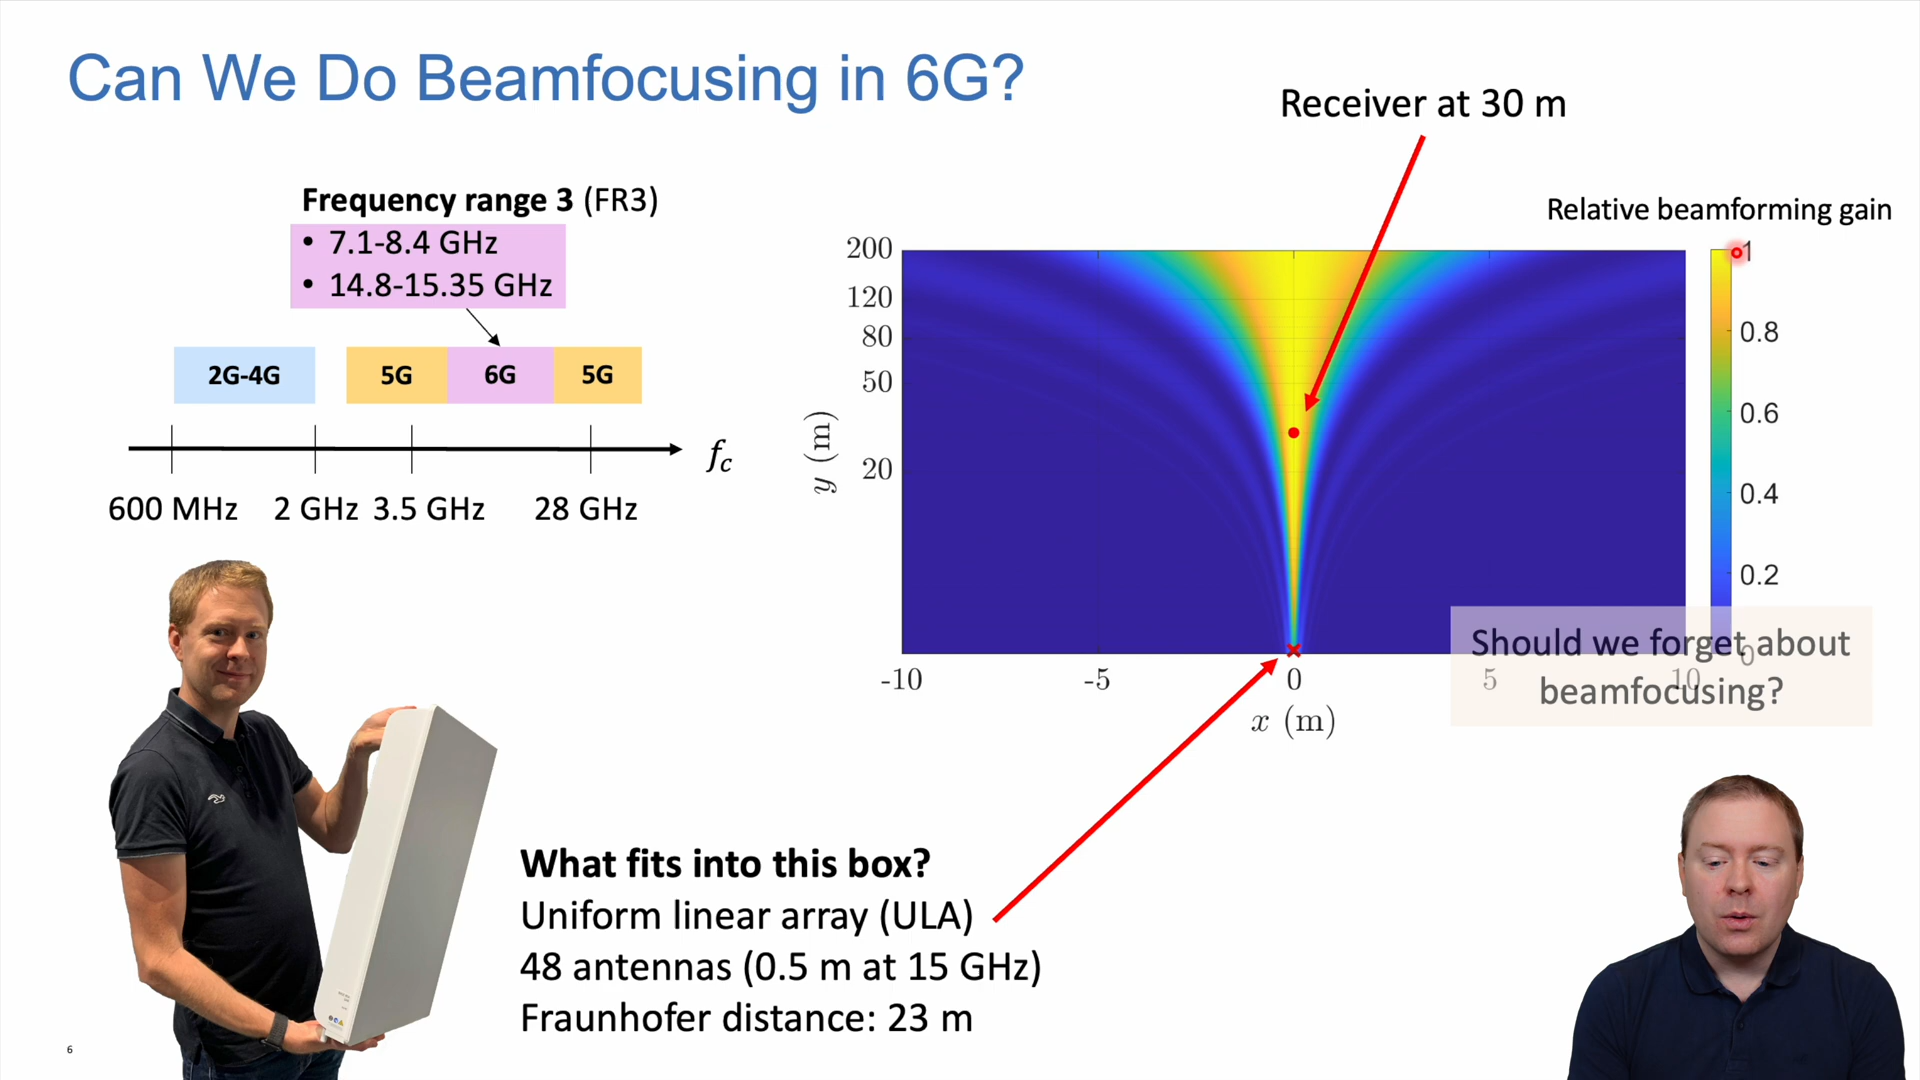 Can We Do Beamfocusing in 6G?
Receiver at 30 m
Frequency range 3 (FR3)
• 7.1-8.4 GHz
• 14.8-15.35 GHz
2G-4G
5G
6G
5G
f_c
600 MHz
2 GHz
3.5 GHz
28 GHz
Relative beamforming gain
200
120
80
50
20
y (m)
-10
-5
0
5
10
x (m)
1
0.8
0.6
0.4
0.2
0
Should we forget about
beamfocusing?
What fits into this box?
Uniform linear array (ULA)
48 antennas (0.5 m at 15 GHz)
Fraunhofer distance: 23 m
6